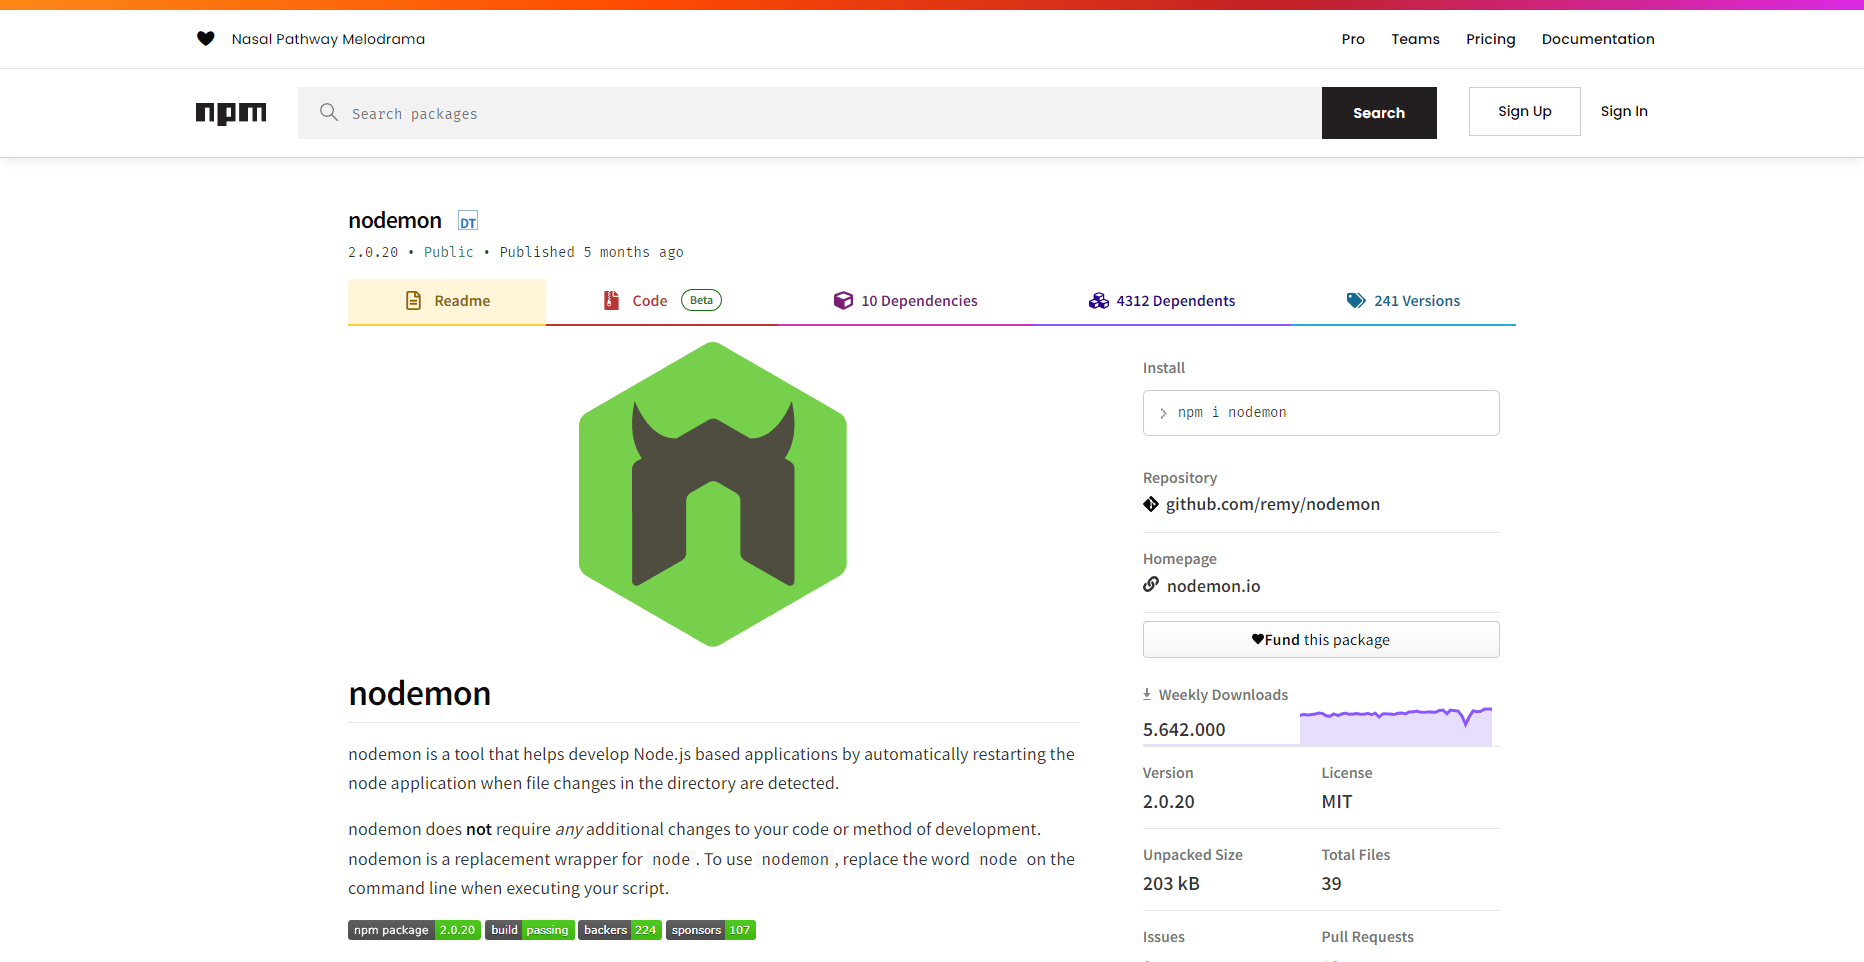 Nasal Pathway Melodrama
Pro Teams Pricing Documentation
npm
Search packages
Search
Sign Up
Sign In
nodemon DT
2.0.20 • Public • Published 5 months ago
Readme
Code Beta
10 Dependencies
4312 Dependents
241 Versions
nodemon
nodemon is a tool that helps develop Node.js based applications by automatically restarting the
node application when file changes in the directory are detected.
nodemon does not require any additional changes to your code or method of development.
nodemon is a replacement wrapper for node. To use nodemon, replace the word node on the
command line when executing your script.
npm package 2.0.20 build passing backers 224 sponsors 107
Install
npm i nodemon
Repository
github.com/remy/nodemon
Homepage
nodemon.io
Fund this package
Weekly Downloads
5.642.000
Version License
2.0.20 MIT
Unpacked Size Total Files
203 kB 39
Issues Pull Requests